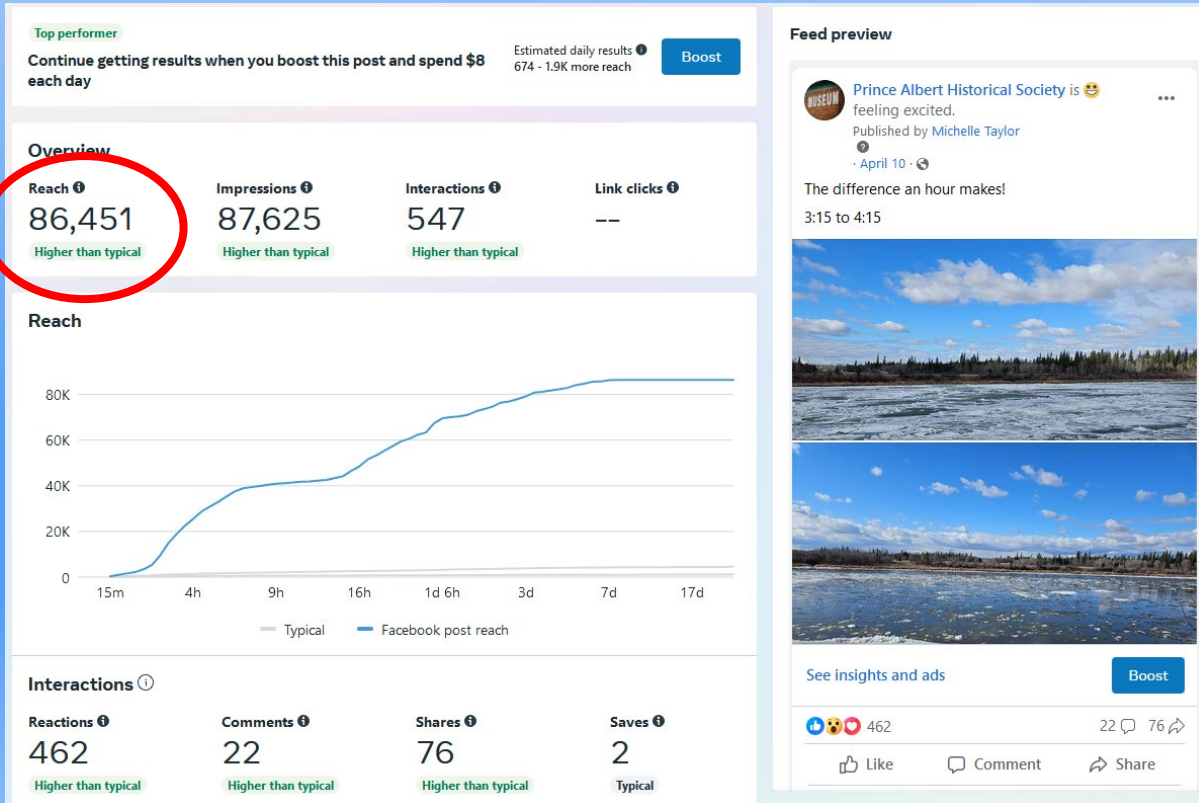 Top performer
Continue getting results when you boost this post and spend $8
each day
Estimated daily results
674 - 1.9K more reach
Boost
Overview
Reach
86,451
Higher than typical
Impressions
87,625
Higher than typical
Interactions
547
Higher than typical
Link clicks
--
Reach
80K
60K
40K
20K
0
15m 4h 9h 16h 1d 6h 3d 7d 17d
Typical Facebook post reach
Interactions
Reactions
462
Higher than typical
Comments
22
Higher than typical
Shares
76
Higher than typical
Saves
2
Typical
Feed preview
MUSEUM
Prince Albert Historical Society is
feeling excited.
Published by Michelle Taylor
· April 10 ·
The difference an hour makes!
3:15 to 4:15
See insights and ads
Boost
462
22 76
Like Comment Share